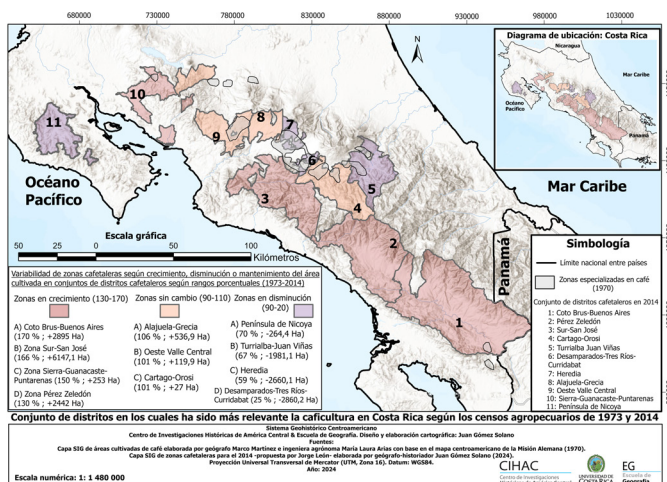 680000 730000 780000 830000 880000 930000 980000 1030000
N
Diagrama de ubicación: Costa Rica
Nicaragua
Mar Caribe
Océano
Pacífico
Panamá
10
11
8
7
9
6
5
3
4
2
1
Océano
Pacífico
Mar Caribe
Panamá
Escala gráfica
50 25 0 50 100
Kilómetros
Variabilidad de zonas cafetaleras según crecimiento, disminución o mantenimiento del área
cultivada en conjuntos de distritos cafetaleros según rangos porcentuales (1973-2014)
Zonas en crecimiento (130-170)
A) Coto Brus-Buenos Aires
(170 % ; +2895 Ha)
B) Zona Sur-San José
(166 % ; +6147,1 Ha)
C) Zona Sierra-Guanacaste-
Puntarenas (150 % ; +253 Ha)
D) Zona Pérez Zeledón
(130 % ; +2442 Ha)
Zonas sin cambio (90-110)
A) Alajuela-Grecia
(106 % ; +536,9 Ha)
B) Oeste Valle Central
(101 % ; +119,9 Ha)
C) Cartago-Orosi
(101 % ; +27 Ha)
Zonas en disminución
(90-20)
A) Península de Nicoya
(70 % ; -264,4 Ha)
B) Turrialba-Juan Viñas
(67 % ; -1981,1 Ha)
C) Heredia
(59 % ; -2660,1 Ha)
D) Desamparados-Tres Ríos-
Curridabat (25 % ; -2860,2 Ha)
Simbología
Límite nacional entre países
Zonas especializadas en café
(1970)
Conjunto de distritos cafetaleros en 2014
1: Coto Brus-Buenos Aires
2: Pérez Zeledón
3: Sur-San José
4: Cartago-Orosi
5: Turrialba Juan Viñas
6: Desamparados-Tres Ríos-
Curridabat
7: Heredia
8: Alajuela-Grecia
9: Oeste Valle Central
10: Sierra-Guanacaste-Puntarenas
11: Península de Nicoya
Conjunto de distritos en los cuales ha sido más relevante la caficultura en Costa Rica según los censos agropecuarios de 1973 y 2014
Sistema Geohistórico Centroamericano
Centro de Investigaciones Históricas de América Central & Escuela de Geografía. Diseño y elaboración cartográfica: Juan Gómez Solano
Fuentes:
Capa SIG de áreas cultivadas de café elaborada por geógrafo Marco Martínez e ingeniera agrónoma María Laura Arias con base en el mapa centroamericano de la Misión Alemana (1970).
Capa SIG de zonas cafetaleras para el 2014 -propuesta por Jorge León- elaborada por geógrafo-historiador Juan Gómez Solano (2024).
Proyección Universal Transversal de Mercator (UTM, Zona 16). Datum: WGS84.
Año: 2024
Escala numérica: 1: 1 480 000
CIHAC
Centro de Investigaciones
UNIVERSIDAD DE
COSTA RICA
EG
Escuela de
Geografía